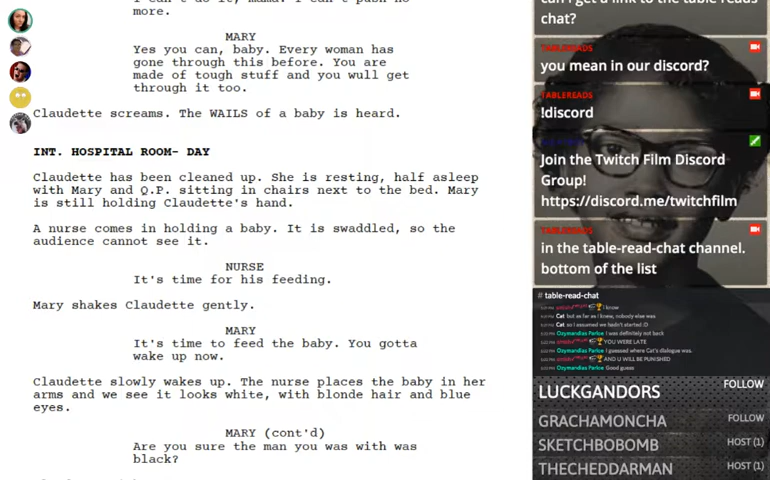 I can't do it, mama. I can't push no
more.
MARY
Yes you can, baby. Every woman has
gone through this before. You are
made of tough stuff and you wull get
through it too.
Claudette screams. The WAILS of a baby is heard.
INT. HOSPITAL ROOM- DAY
Claudette has been cleaned up. She is resting, half asleep
with Mary and Q.P. sitting in chairs next to the bed. Mary
is still holding Claudette's hand.
A nurse comes in holding a baby. It is swaddled, so the
audience cannot see it.
NURSE
It's time for his feeding.
Mary shakes Claudette gently.
MARY
It's time to feed the baby. You gotta
wake up now.
Claudette slowly wakes up. The nurse places the baby in her
arms and we see it looks white, with blonde hair and blue
eyes.
MARY (cont'd)
Are you sure the man you was with was
black?
can i get a link to the table reads
chat?
TABLEREADS
you mean in our discord?
TABLEREADS
!discord
Join the Twitch Film Discord
Group!
https://discord.me/twitchfilm
TABLEREADS
in the table-read-chat channel.
bottom of the list
# table-read-chat
I know
Cat but as far as I knew, nobody else was
Cat so I assumed we hadn't started :D
Ozymandias Parloe I was definitely not back
YOU WERE LATE
Ozymandias Parloe I guessed where Cat's dialogue was.
AND U WILL BE PUNISHED
Ozymandias Parloe Good guess
LUCKGANDORS FOLLOW
GRACHAMONCHA FOLLOW
SKETCHBOBOMB HOST (1)
THECHEDDARMAN HOST (1)